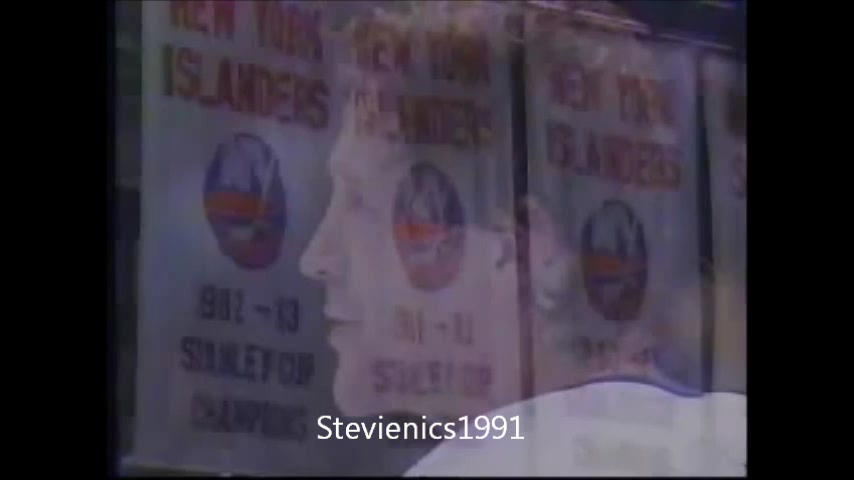 NEW YORK
ISLANDERS
1982-83
STANLEY CUP
CHAMPIONS
NEW YORK
ISLANDERS
STANLEY CUP
NEW YORK
ISLANDERS
Stevienics1991